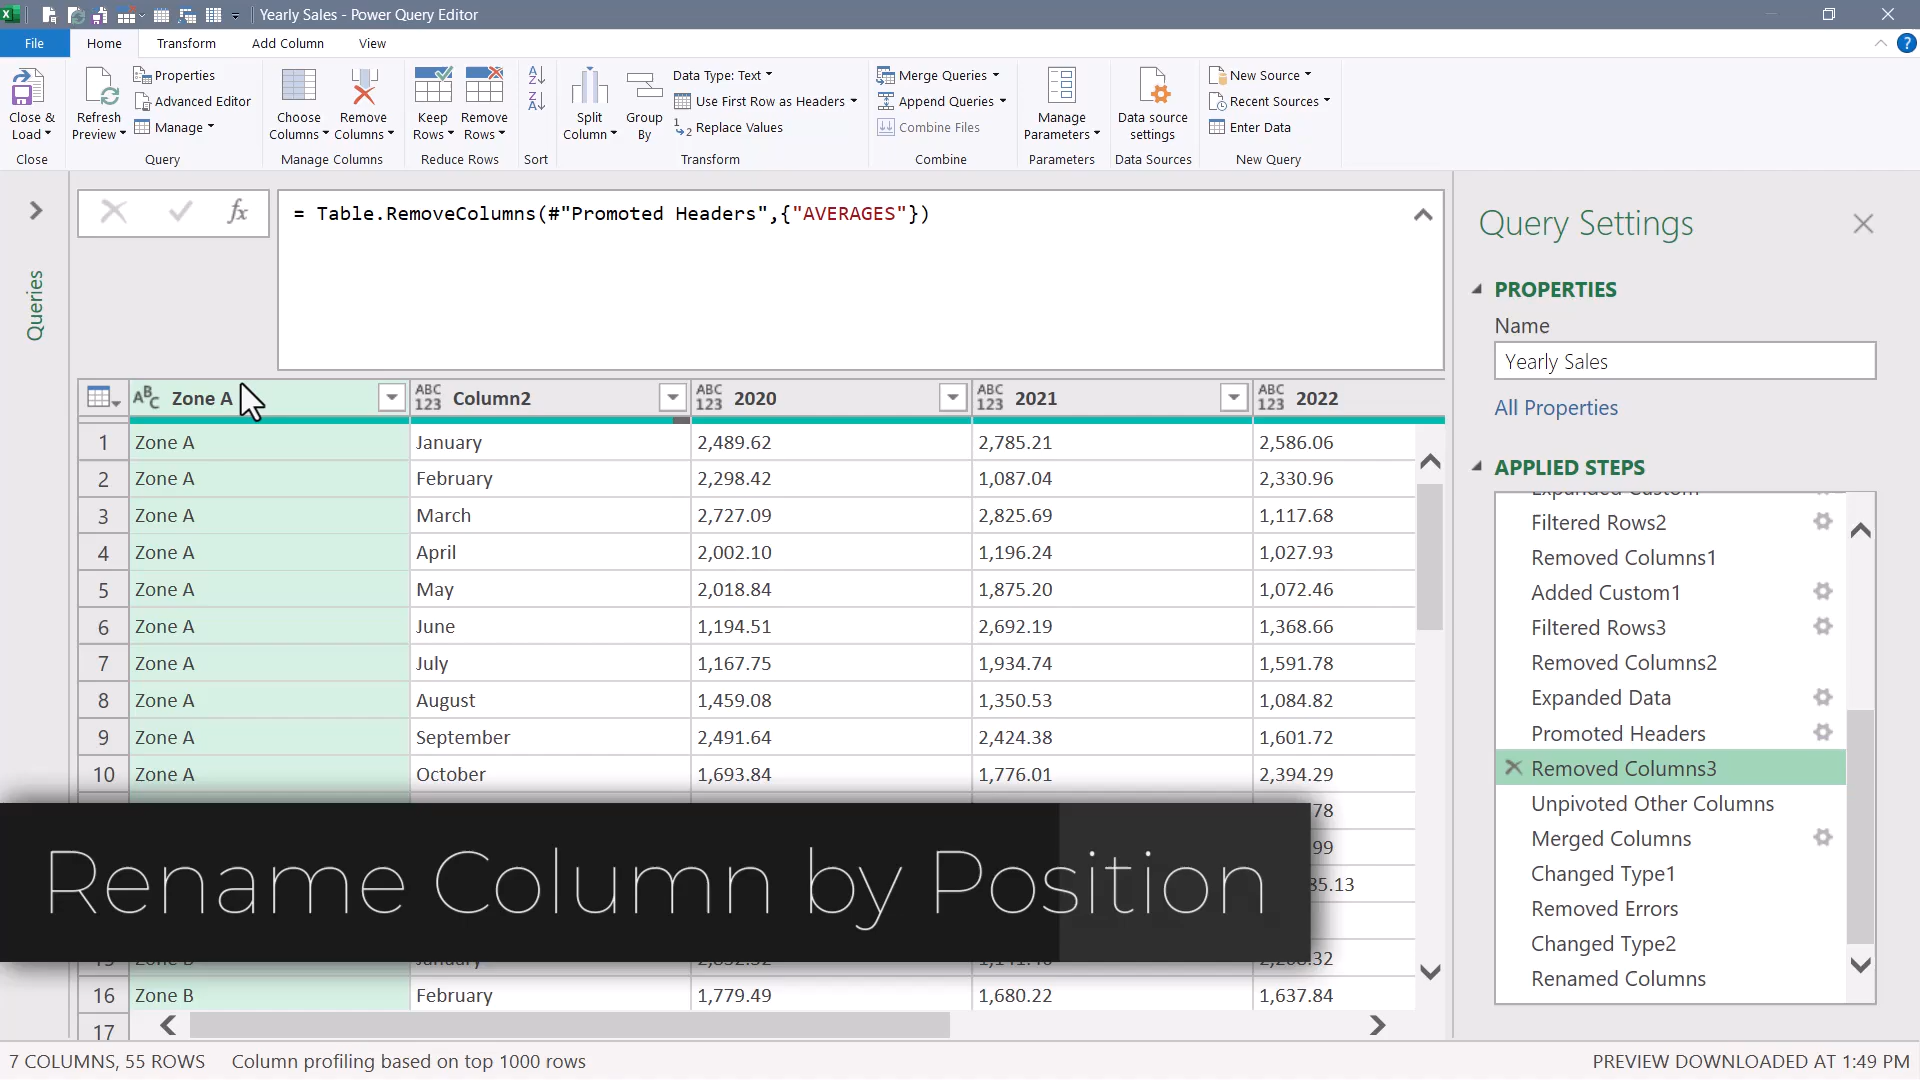 Yearly Sales - Power Query Editor
File Home Transform Add Column View
Close & Load
Close
Refresh Preview
Properties
Advanced Editor
Manage
Query
Choose Columns
Remove Columns
Manage Columns
Keep Rows
Remove Rows
Reduce Rows
Sort
Split Column
Group By
Data Type: Text
Use First Row as Headers
Replace Values
Transform
Merge Queries
Append Queries
Combine Files
Combine
Manage Parameters
Parameters
Data source settings
Data Sources
New Source
Recent Sources
Enter Data
New Query
Queries
fx
= Table.RemoveColumns(#"Promoted Headers",{"AVERAGES"})
Zone A Column2 2020 2021 2022
1 Zone A January 2,489.62 2,785.21 2,586.06
2 Zone A February 2,298.42 1,087.04 2,330.96
3 Zone A March 2,727.09 2,825.69 1,117.68
4 Zone A April 2,002.10 1,196.24 1,027.93
5 Zone A May 2,018.84 1,875.20 1,072.46
6 Zone A June 1,194.51 2,692.19 1,368.66
7 Zone A July 1,167.75 1,934.74 1,591.78
8 Zone A August 1,459.08 1,350.53 1,084.82
9 Zone A September 2,491.64 2,424.38 1,601.72
10 Zone A October 1,693.84 1,776.01 2,394.29
Rename Column by Position
16 Zone B February 1,779.49 1,680.22 1,637.84
17
Query Settings
PROPERTIES
Name
Yearly Sales
All Properties
APPLIED STEPS
Filtered Rows2
Removed Columns1
Added Custom1
Filtered Rows3
Removed Columns2
Expanded Data
Promoted Headers
Removed Columns3
Unpivoted Other Columns
Merged Columns
Changed Type1
Removed Errors
Changed Type2
Renamed Columns
7 COLUMNS, 55 ROWS Column profiling based on top 1000 rows PREVIEW DOWNLOADED AT 1:49 PM